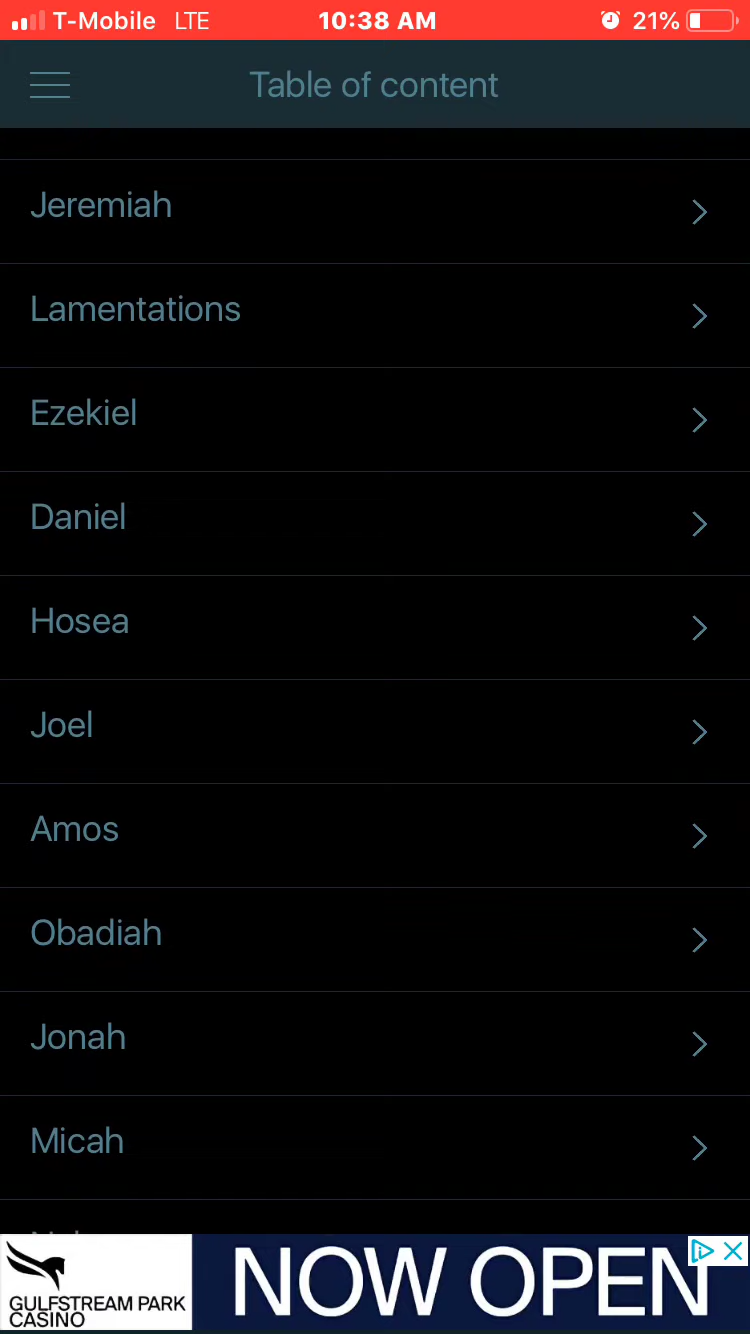 T-Mobile LTE 10:38 AM 21%
Table of content
Jeremiah
Lamentations
Ezekiel
Daniel
Hosea
Joel
Amos
Obadiah
Jonah
Micah
GULFSTREAM PARK
CASINO
NOW OPEN